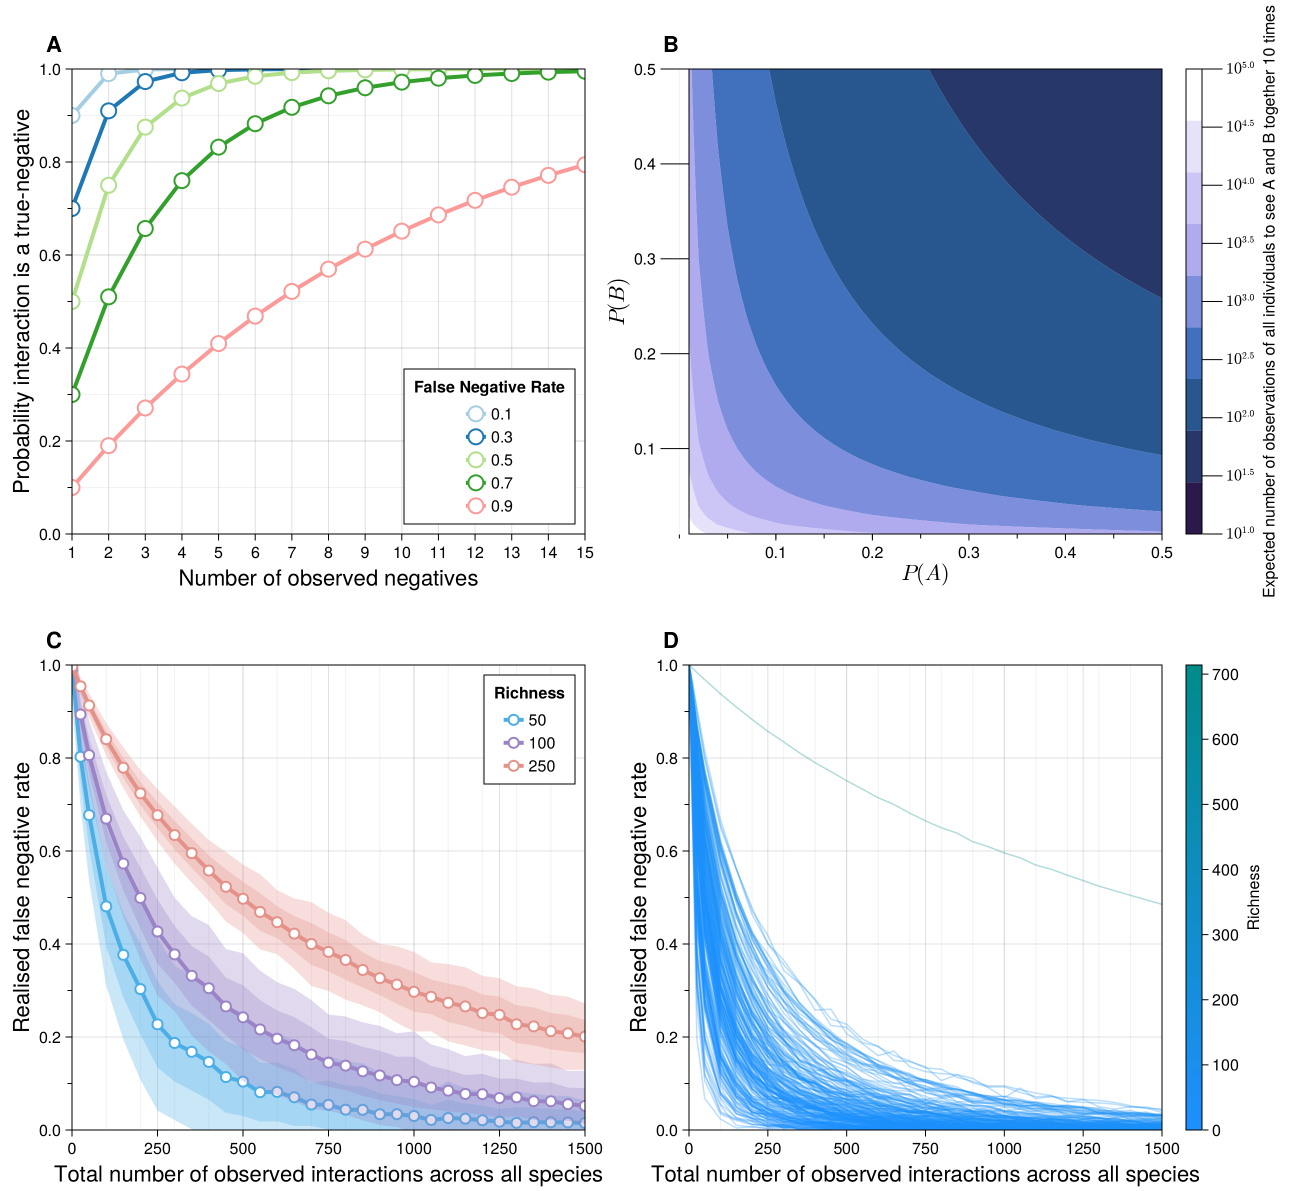 A
Probability interaction is a true-negative
1.0
0.8
0.6
0.4
0.2
0.0
1 2 3 4 5 6 7 8 9 10 11 12 13 14 15
Number of observed negatives
False Negative Rate
0.1
0.3
0.5
0.7
0.9
B
P(B)
0.5
0.4
0.3
0.2
0.1
0.1 0.2 0.3 0.4 0.5
P(A)
10^5.0
10^4.5
10^4.0
10^3.5
10^3.0
10^2.5
10^2.0
10^1.5
10^1.0
Expected number of observations of all individuals to see A and B together 10 times
C
Realised false negative rate
1.0
0.8
0.6
0.4
0.2
0.0
0 250 500 750 1000 1250 1500
Total number of observed interactions across all species
Richness
50
100
250
D
Realised false negative rate
1.0
0.8
0.6
0.4
0.2
0.0
0 250 500 750 1000 1250 1500
Total number of observed interactions across all species
700
600
500
400
300
200
100
0
Richness